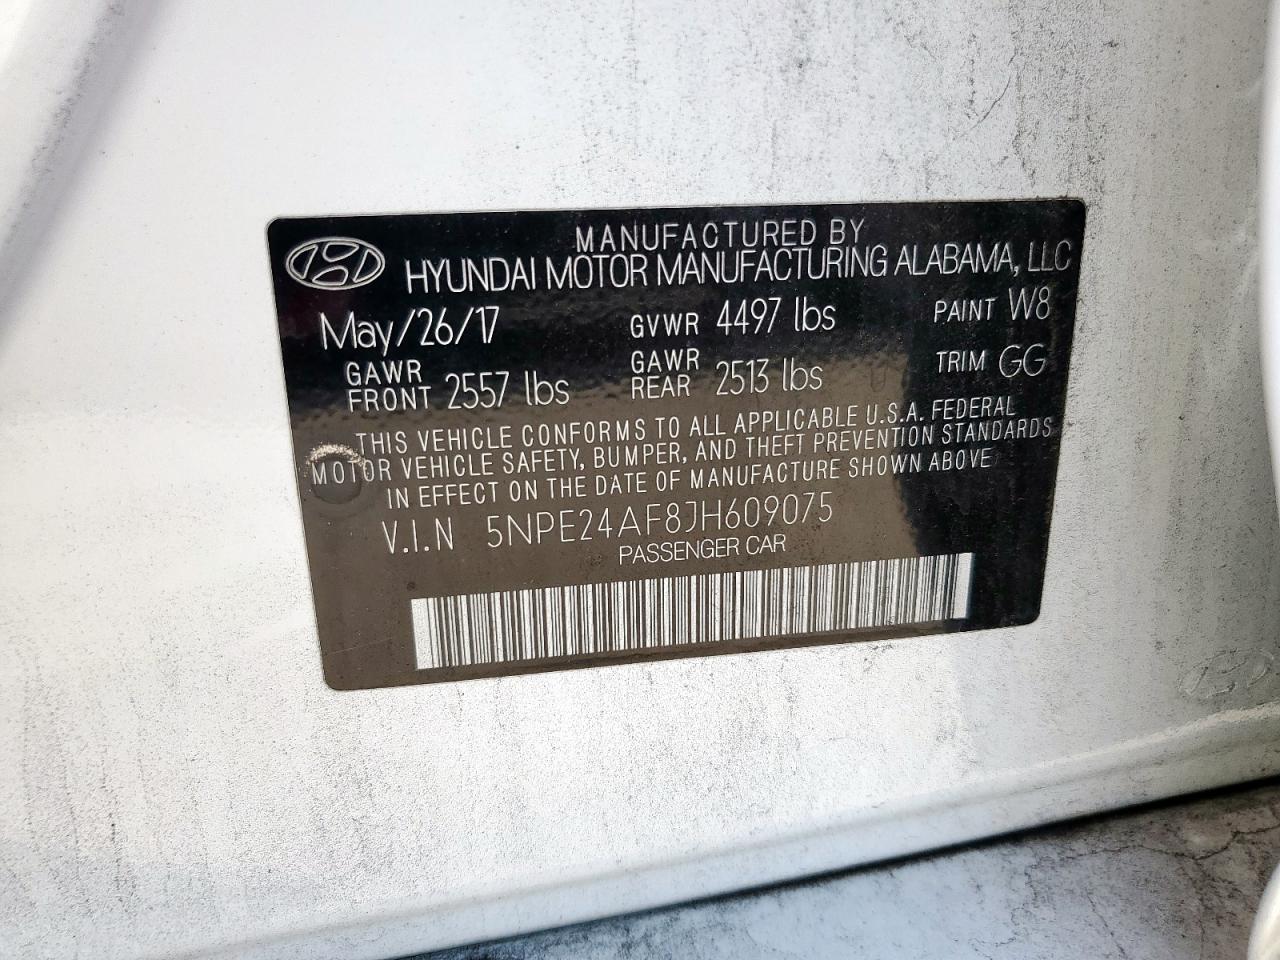 MANUFACTURED BY
HYUNDAI MOTOR MANUFACTURING ALABAMA, LLC
May/26/17 GVWR 4497 lbs PAINT W8
GAWR FRONT 2557 lbs GAWR REAR 2513 lbs TRIM GG
THIS VEHICLE CONFORMS TO ALL APPLICABLE U.S.A. FEDERAL
MOTOR VEHICLE SAFETY, BUMPER, AND THEFT PREVENTION STANDARDS
IN EFFECT ON THE DATE OF MANUFACTURE SHOWN ABOVE
V.I.N 5NPE24AF8JH609075
PASSENGER CAR